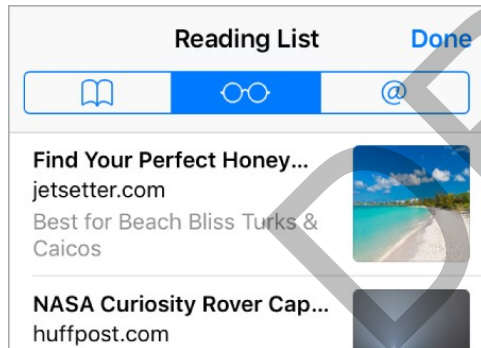 Reading List
Done
@
Find Your Perfect Honey...
jetsetter.com
Best for Beach Bliss Turks &
Caicos
NASA Curiosity Rover Cap...
huffpost.com